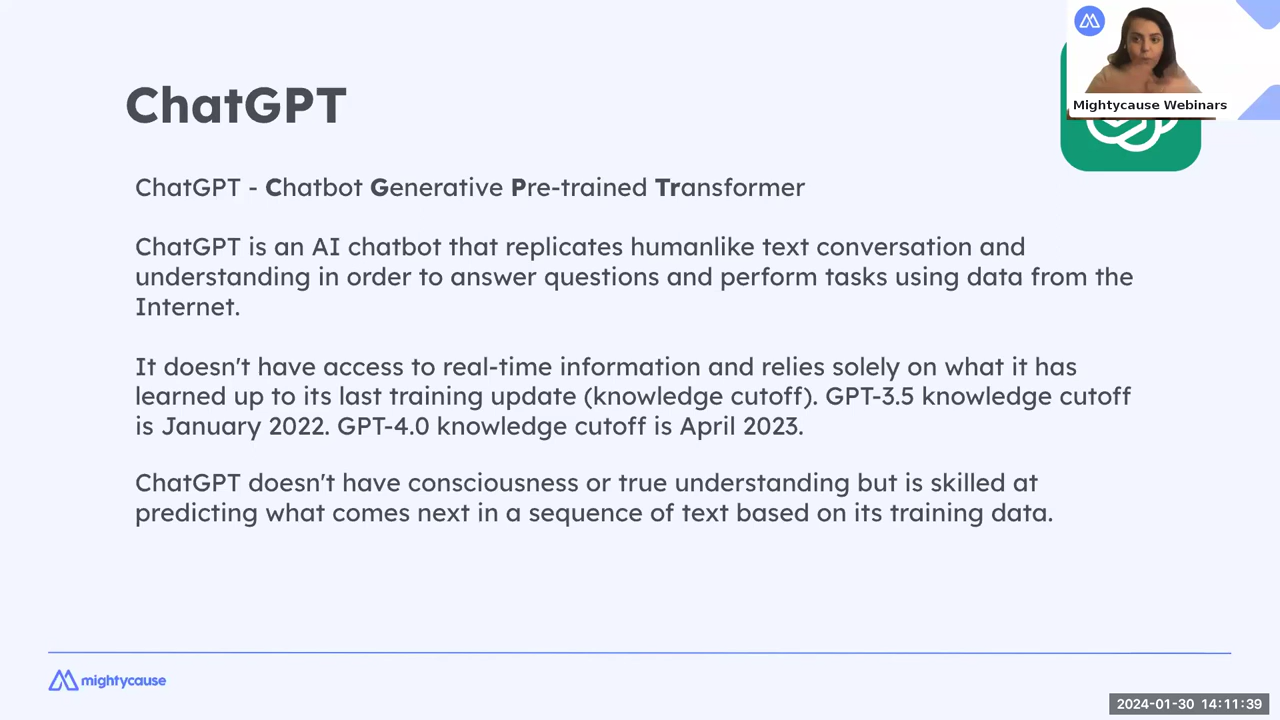 ChatGPT
Mightycause Webinars
ChatGPT - Chatbot Generative Pre-trained Transformer
ChatGPT is an AI chatbot that replicates humanlike text conversation and
understanding in order to answer questions and perform tasks using data from the
Internet.
It doesn't have access to real-time information and relies solely on what it has
learned up to its last training update (knowledge cutoff). GPT-3.5 knowledge cutoff
is January 2022. GPT-4.0 knowledge cutoff is April 2023.
ChatGPT doesn't have consciousness or true understanding but is skilled at
predicting what comes next in a sequence of text based on its training data.
mightycause
2024-01-30 14:11:39